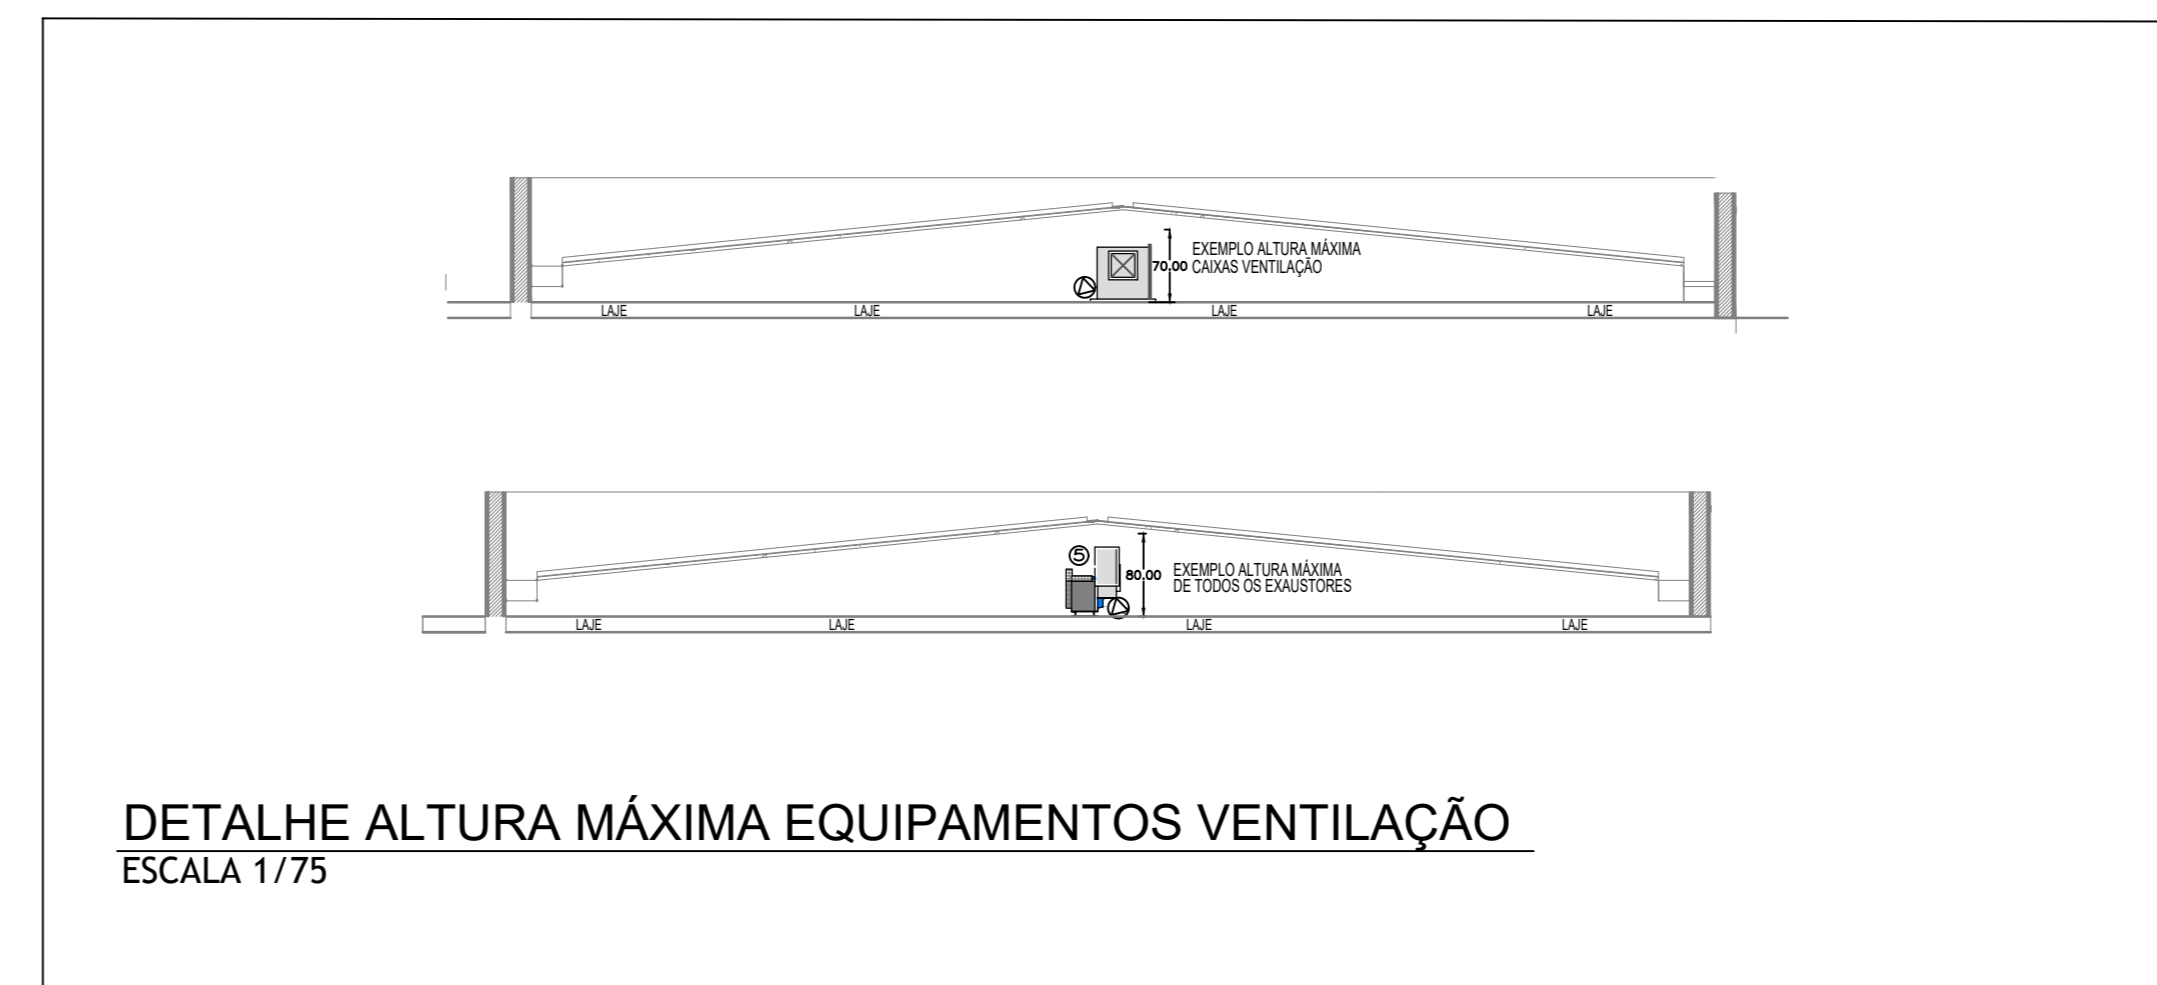 EXEMPLO ALTURA MÁXIMA
70.00 CAIXAS VENTILAÇÃO
LAJE LAJE LAJE LAJE
5
80.00 EXEMPLO ALTURA MÁXIMA
DE TODOS OS EXAUSTORES
LAJE LAJE LAJE LAJE
DETALHE ALTURA MÁXIMA EQUIPAMENTOS VENTILAÇÃO
ESCALA 1/75